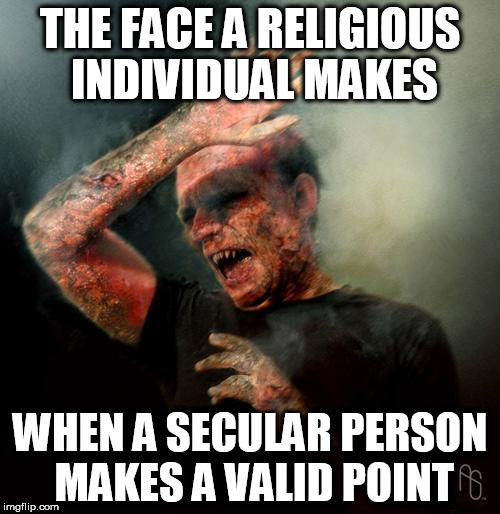 THE FACE A RELIGIOUS
INDIVIDUAL MAKES
WHEN A SECULAR PERSON
MAKES A VALID POINT
imgflip.com